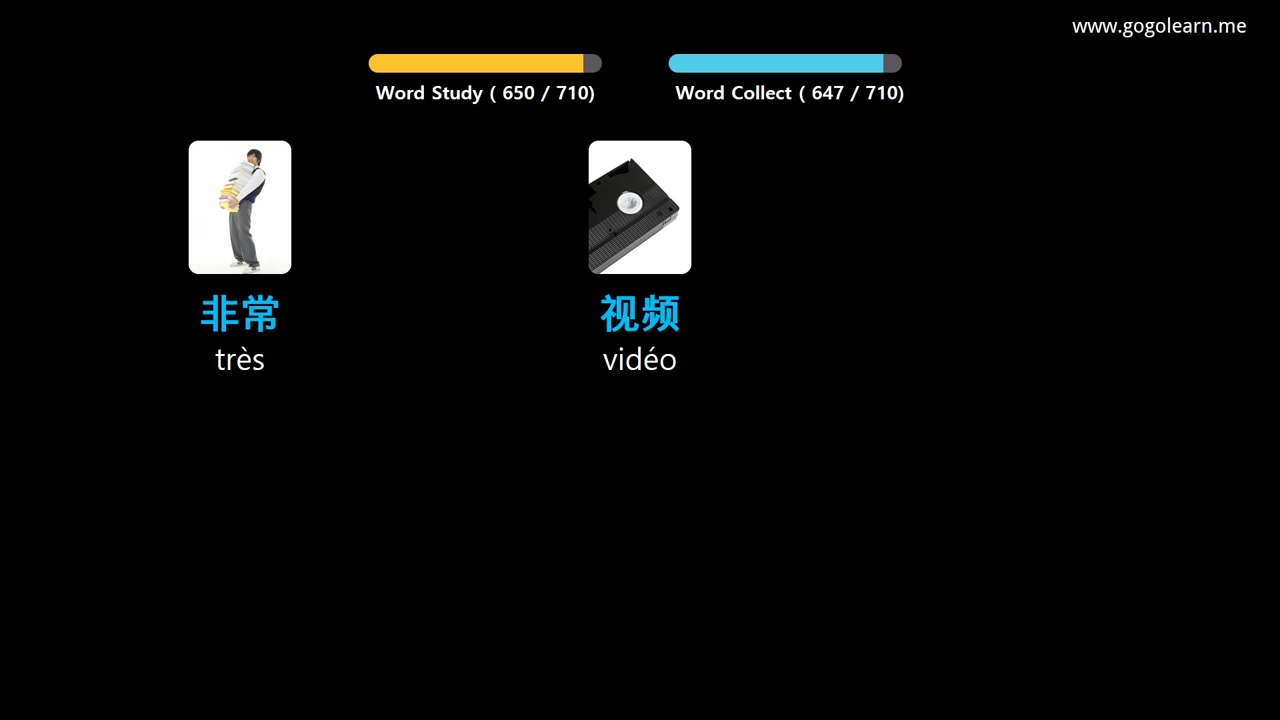 www.gogolearn.me
Word Study ( 650 / 710)
Word Collect ( 647 / 710)
非常
très
视频
vidéo